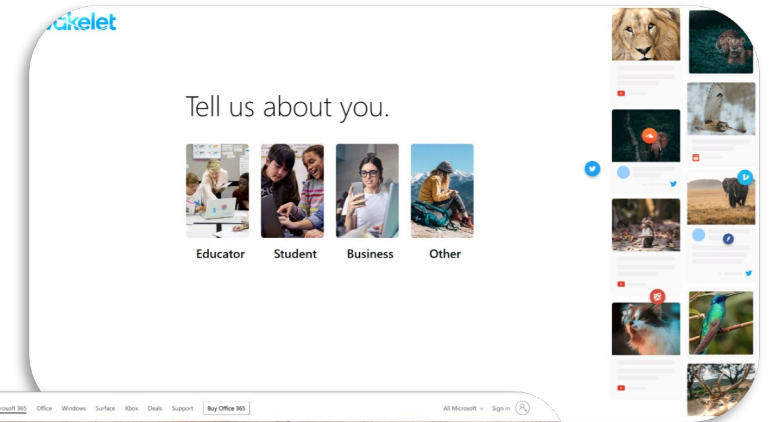 Tell us about you.
Educator Student Business Other
Office Windows Surface Xbox Deals Support Buy Office 365 All Microsoft Sign in